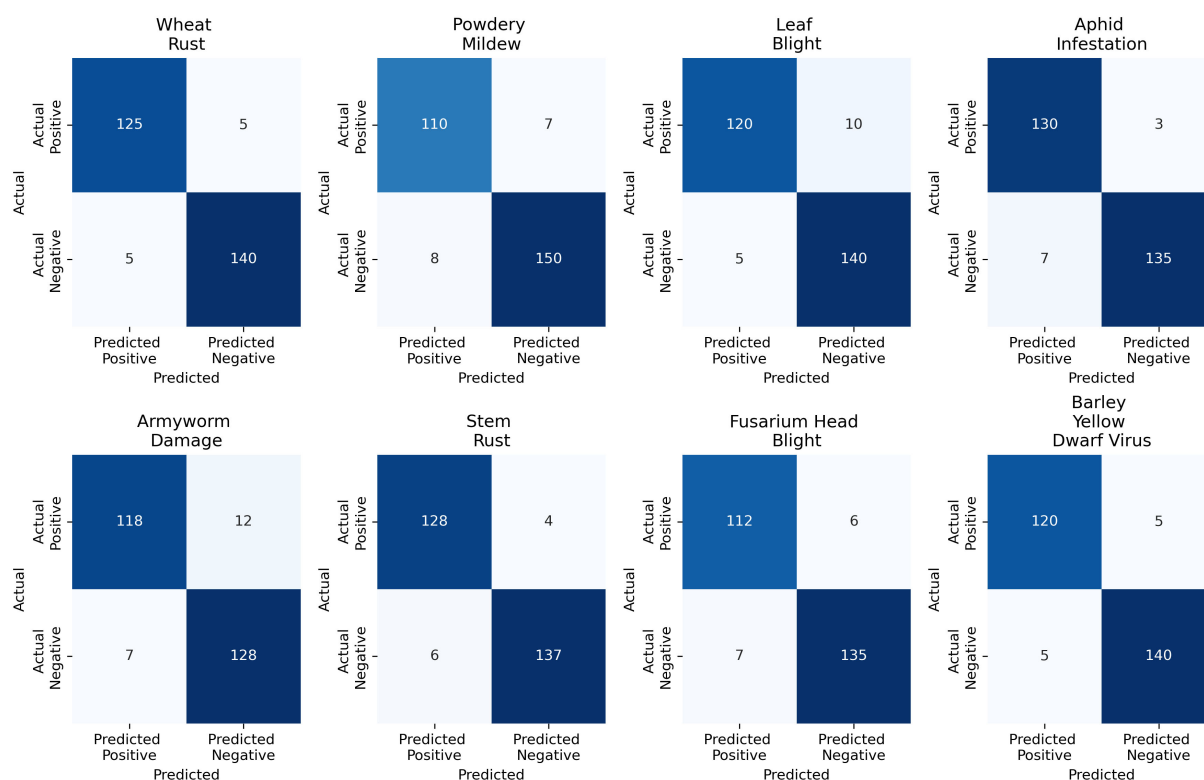 Wheat
Rust
Actual
Actual
Positive
Actual
Negative
125
5
5
140
Predicted
Positive
Predicted
Negative
Predicted
Powdery
Mildew
Actual
Actual
Positive
Actual
Negative
110
7
8
150
Predicted
Positive
Predicted
Negative
Predicted
Leaf
Blight
Actual
Actual
Positive
Actual
Negative
120
10
5
140
Predicted
Positive
Predicted
Negative
Predicted
Aphid
Infestation
Actual
Actual
Positive
Actual
Negative
130
3
7
135
Predicted
Positive
Predicted
Negative
Predicted
Armyworm
Damage
Actual
Actual
Positive
Actual
Negative
118
12
7
128
Predicted
Positive
Predicted
Negative
Predicted
Stem
Rust
Actual
Actual
Positive
Actual
Negative
128
4
6
137
Predicted
Positive
Predicted
Negative
Predicted
Fusarium Head
Blight
Actual
Actual
Positive
Actual
Negative
112
6
7
135
Predicted
Positive
Predicted
Negative
Predicted
Barley
Yellow
Dwarf Virus
Actual
Actual
Positive
Actual
Negative
120
5
5
140
Predicted
Positive
Predicted
Negative
Predicted